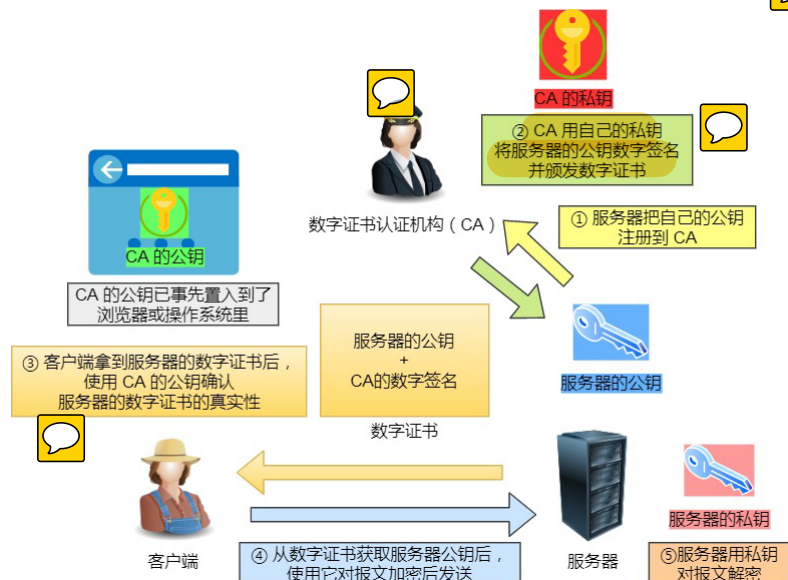 CA 的私钥
② CA 用自己的私钥
将服务器的公钥数字签名
并颁发数字证书
数字证书认证机构（CA）
① 服务器把自己的公钥
注册到 CA
CA 的公钥
CA 的公钥已事先置入到了
浏览器或操作系统里
服务器的公钥
+
CA的数字签名
数字证书
服务器的公钥
③ 客户端拿到服务器的数字证书后，
使用 CA 的公钥确认
服务器的数字证书的真实性
客户端
④ 从数字证书获取服务器公钥后，
使用它对报文加密后发送
服务器
服务器的私钥
⑤服务器用私钥
对报文解密